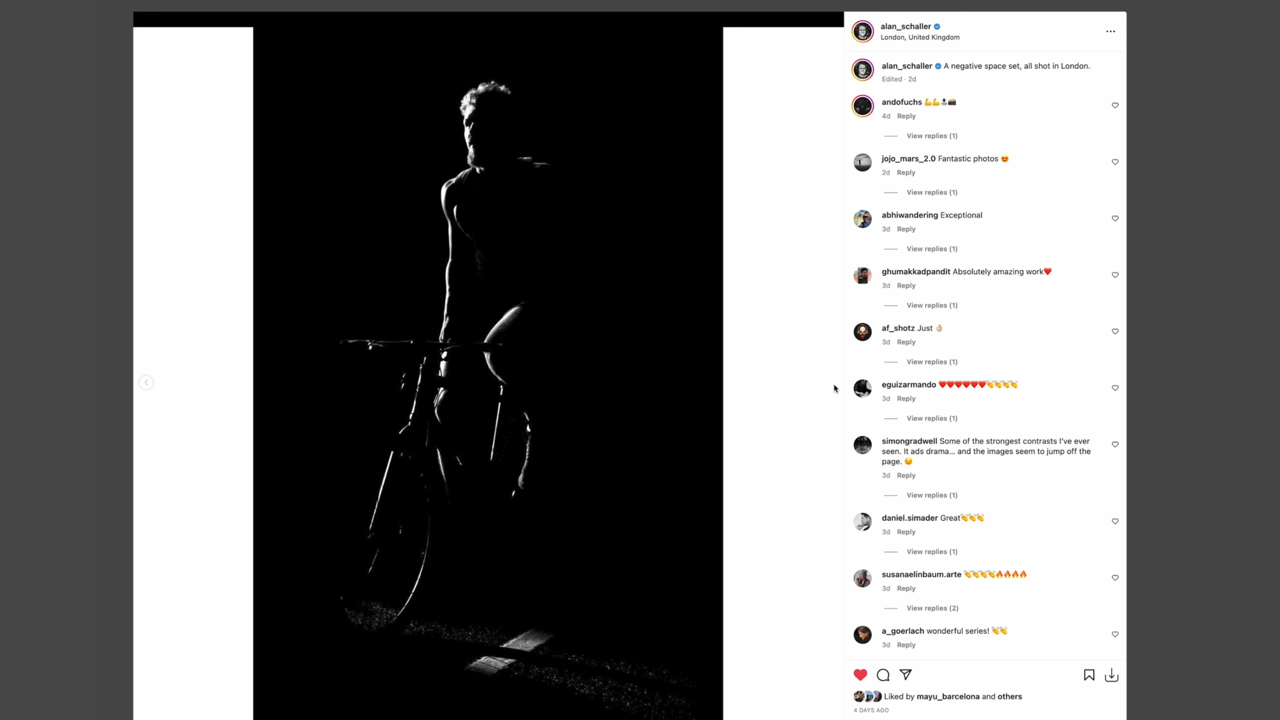 alan_schaller
London, United Kingdom
alan_schaller A negative space set, all shot in London.
Edited · 2d
andofuchs 💪💪🕹📸
4d Reply
View replies (1)
jojo_mars_2.0 Fantastic photos 😍
2d Reply
View replies (1)
abhiwandering Exceptional
3d Reply
View replies (1)
ghumakkadpandit Absolutely amazing work❤️
3d Reply
View replies (1)
af_shotz Just 👌🏼
3d Reply
View replies (1)
eguizarmando ❤️❤️❤️❤️❤️❤️👏👏👏👏
3d Reply
View replies (1)
simongradwell Some of the strongest contrasts I've ever
seen. It ads drama... and the images seem to jump off the
page. 😊
3d Reply
View replies (1)
daniel.simader Great👏👏👏
3d Reply
View replies (1)
susanaelinbaum.arte 👏👏👏👏🔥🔥🔥🔥
3d Reply
View replies (2)
a_goerlach wonderful series! 👏👏
3d Reply
Liked by mayu_barcelona and others
4 DAYS AGO